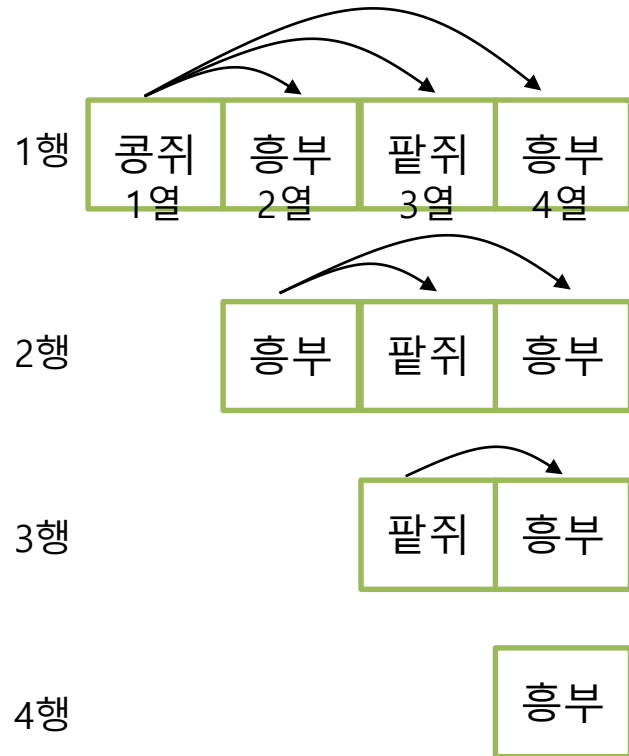 1행 콩쥐 흥부 팥쥐 흥부
1열 2열 3열 4열
2행 흥부 팥쥐 흥부
3행 팥쥐 흥부
4행 흥부